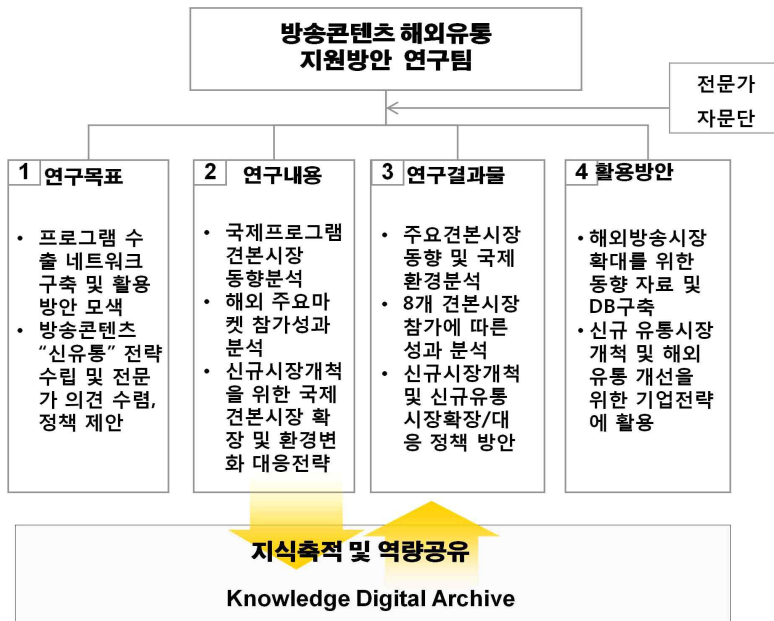 방송콘텐츠 해외유통
지원방안 연구팀
전문가
자문단
1 연구목표
• 프로그램 수
출 네트워크
구축 및 활용
방안 모색
• 방송콘텐츠
“신유통” 전략
수립 및 전문
가 의견 수렴,
정책 제안
2 연구내용
• 국제프로그램
견본시장
동향분석
• 해외 주요마
켓 참가성과
분석
• 신규시장개척
을 위한 국제
견본시장 확
장 및 환경변
화 대응전략
3 연구결과물
• 주요견본시장
동향 및 국제
환경분석
• 8개 견본시장
참가에 따른
성과 분석
• 신규시장개척
및 신규유통
시장확장/대
응 정책 방안
4 활용방안
• 해외방송시장
확대를 위한
동향 자료 및
DB구축
• 신규 유통시장
개척 및 해외
유통 개선을
위한 기업전략
에 활용
지식축적 및 역량공유
Knowledge Digital Archive